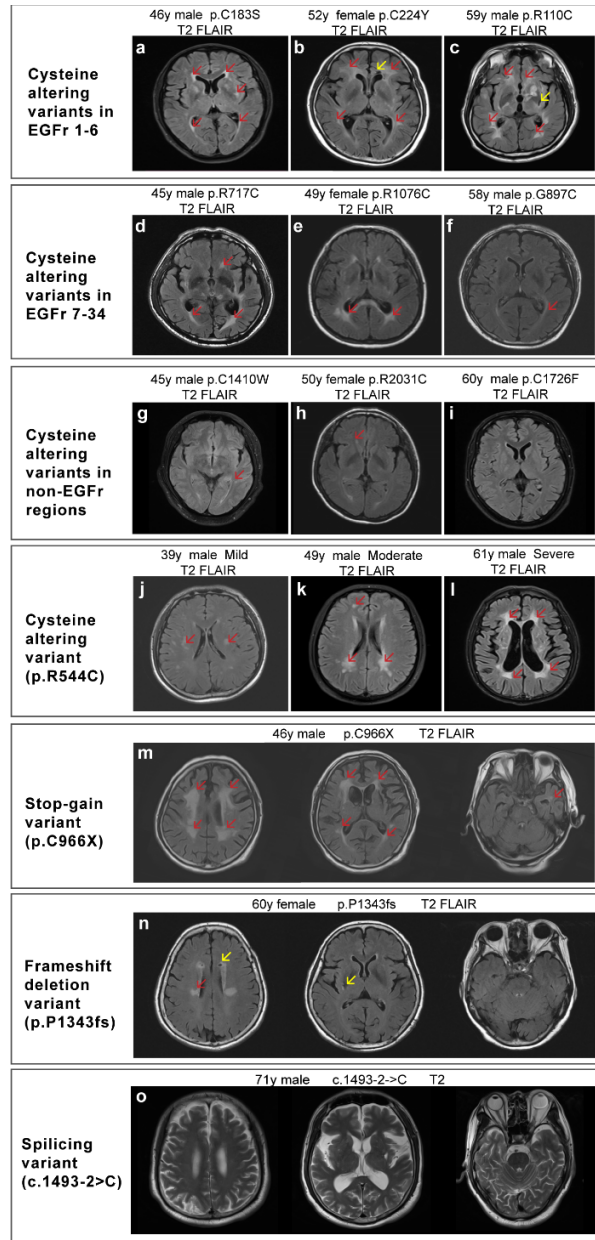 46y male p.C183S
T2 FLAIR
52y female p.C224Y
T2 FLAIR
59y male p.R110C
T2 FLAIR
Cysteine
altering
variants in
EGFr 1-6
a
b
c
45y male p.R717C
T2 FLAIR
49y female p.R1076C
T2 FLAIR
58y male p.G897C
T2 FLAIR
Cysteine
altering
variants in
EGFr 7-34
d
e
f
45y male p.C1410W
T2 FLAIR
50y female p.R2031C
T2 FLAIR
60y male p.C1726F
T2 FLAIR
Cysteine
altering
variants in
non-EGFr
regions
g
h
i
39y male Mild
T2 FLAIR
49y male Moderate
T2 FLAIR
61y male Severe
T2 FLAIR
Cysteine
altering
variant
(p.R544C)
j
k
l
46y male p.C966X T2 FLAIR
Stop-gain
variant
(p.C966X)
m
60y female p.P1343fs T2 FLAIR
Frameshift
deletion
variant
(p.P1343fs)
n
71y male c.1493-2->C T2
Spilicing
variant
(c.1493-2>C)
o